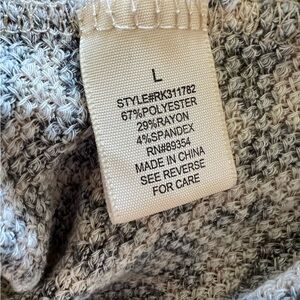 L
STYLE#RK311782
67%POLYESTER
29%RAYON
4%SPANDEX
RN#89354
MADE IN CHINA
SEE REVERSE
FOR CARE